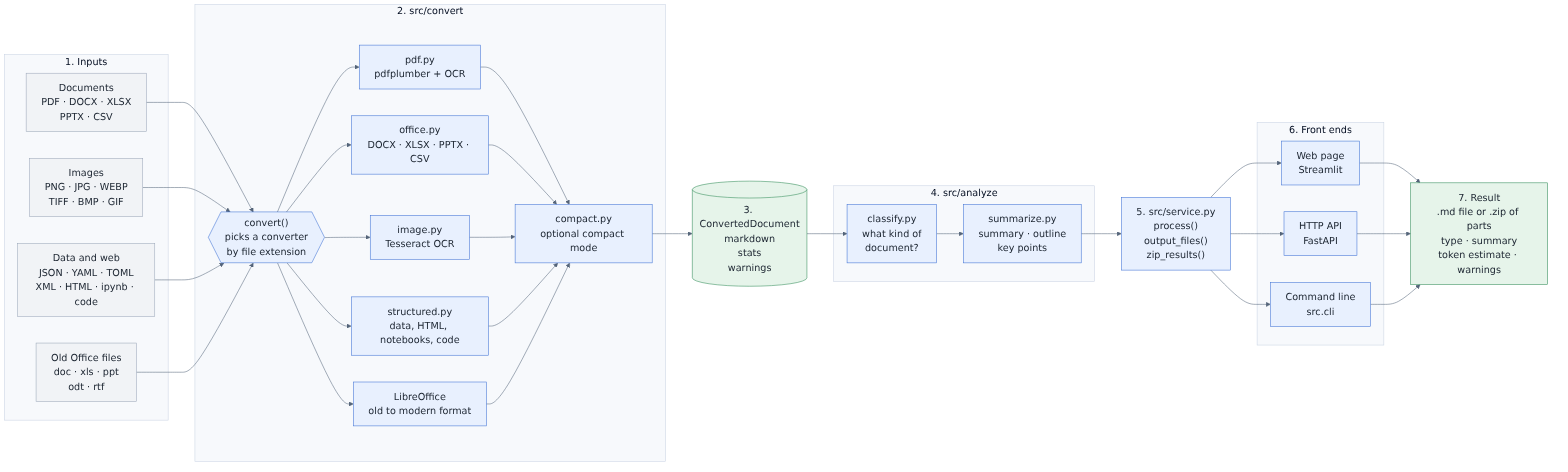 1. Inputs
Documents
PDF · DOCX · XLSX
PPTX · CSV
Images
PNG · JPG · WEBP
TIFF · BMP · GIF
Data and web
JSON · YAML · TOML
XML · HTML · ipynb ·
code
Old Office files
doc · xls · ppt
odt · rtf
2. src/convert
convert()
picks a converter
by file extension
pdf.py
pdfplumber + OCR
office.py
DOCX · XLSX · PPTX ·
CSV
image.py
Tesseract OCR
structured.py
data, HTML,
notebooks, code
LibreOffice
old to modern format
compact.py
optional compact
mode
3.
ConvertedDocument
markdown
stats
warnings
4. src/analyze
classify.py
what kind of
document?
summarize.py
summary · outline
key points
5. src/service.py
process()
output_files()
zip_results()
6. Front ends
Web page
Streamlit
HTTP API
FastAPI
Command line
src.cli
7. Result
.md file or .zip of
parts
type · summary
token estimate ·
warnings